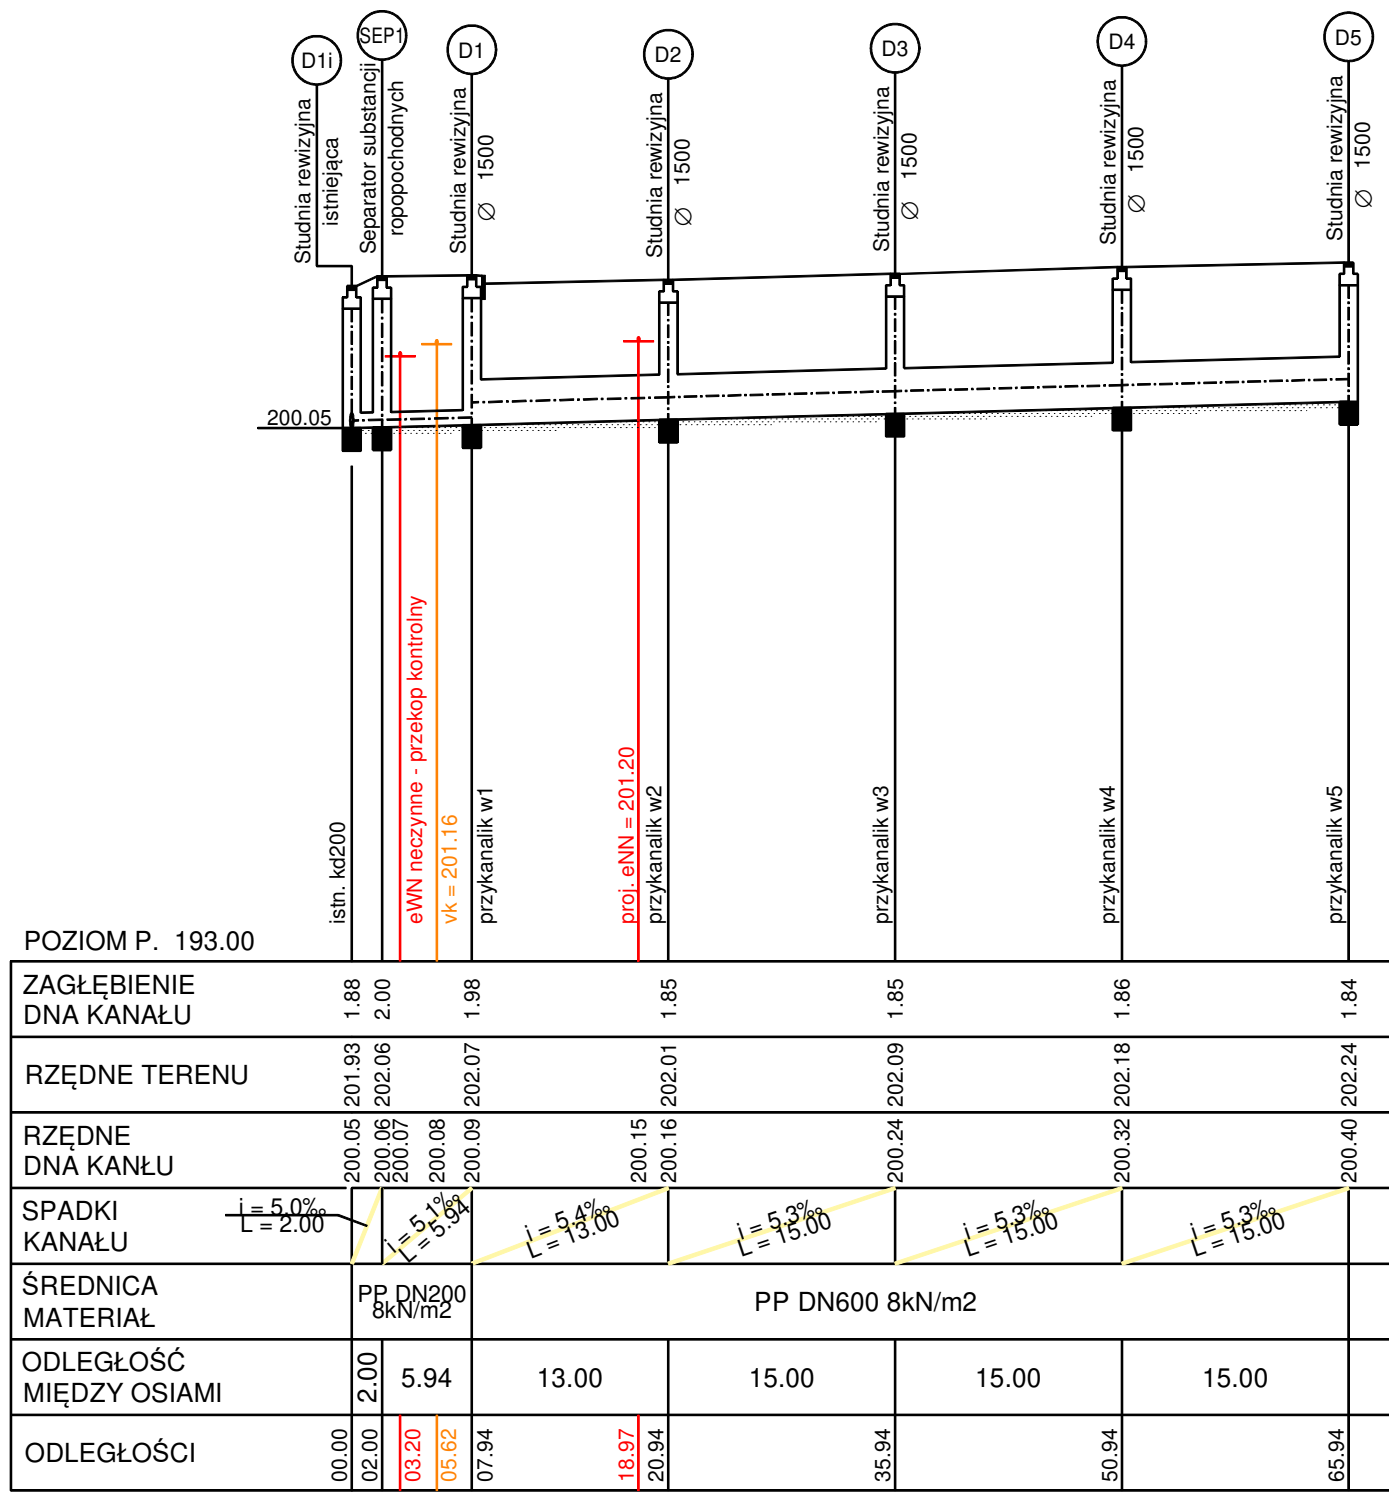 D1i
SEP1
D1
D2
D3
D4
D5
Studnia rewizyjna
istniejąca
Separator substancji
ropopochodnych
Studnia rewizyjna
∅ 1500
Studnia rewizyjna
∅ 1500
Studnia rewizyjna
∅ 1500
Studnia rewizyjna
∅ 1500
Studnia rewizyjna
∅ 1500
200.05
istn. kd200
eWN neczynne - przekop kontrolny
vk = 201.16
przykanalik w1
proj. eNN = 201.20
przykanalik w2
przykanalik w3
przykanalik w4
przykanalik w5
POZIOM P. 193.00
ZAGŁĘBIENIE
DNA KANAŁU
1.88
2.00
1.98
1.85
1.85
1.86
1.84
RZĘDNE TERENU
201.93
202.06
202.07
202.01
202.09
202.18
202.24
RZĘDNE
DNA KANŁU
200.05
200.06
200.07
200.08
200.09
200.15
200.16
200.24
200.32
200.40
SPADKI
KANAŁU
i = 5.0‰
L = 2.00
i = 5.1‰
L = 5.94
i = 5.4‰
L = 13.00
i = 5.3‰
L = 15.00
i = 5.3‰
L = 15.00
i = 5.3‰
L = 15.00
ŚREDNICA
MATERIAŁ
PP DN200
8kN/m2
PP DN600 8kN/m2
ODLEGŁOŚĆ
MIĘDZY OSIAMI
2.00
5.94
13.00
15.00
15.00
15.00
ODLEGŁOŚCI
00.00
02.00
03.20
05.62
07.94
18.97
20.94
35.94
50.94
65.94